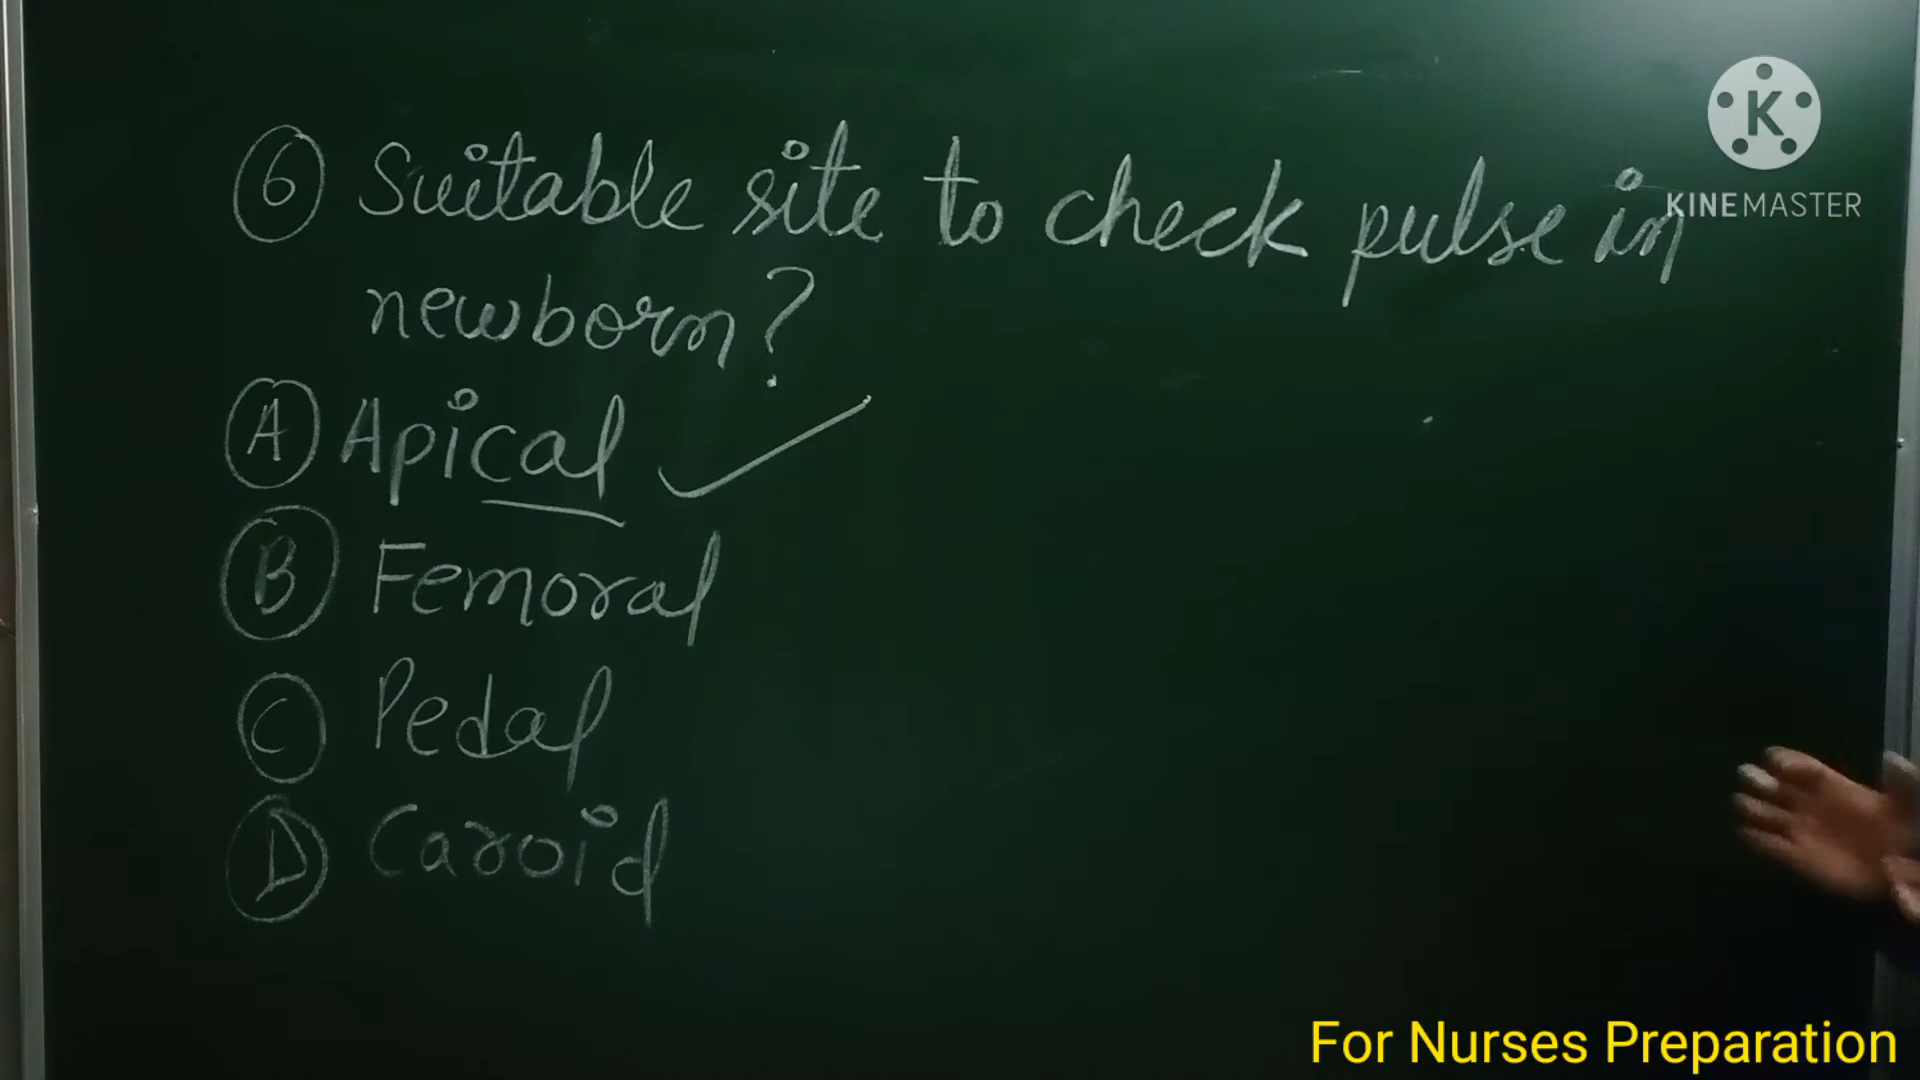 6 Suitable site to check pulse in
newborn?
A Apical
B Femoral
C Pedal
D Caroid
K
KINEMASTER
For Nurses Preparation